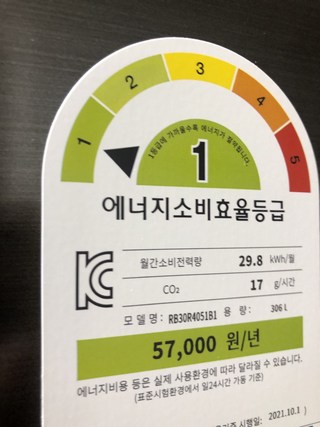 1 2 3 4 5
1등급에 가까울수록 에너지가 절약됩니다.
1
에너지소비효율등급
월간소비전력량 29.8 kWh/월
CO₂ 17 g/시간
모델명: RB30R4051B1 용 량: 306 L
57,000 원/년
에너지비용 등은 실제 사용환경에 따라 달라질 수 있습니다.
(표준시험환경에서 일24시간 가동 기준)
시행일: 2021.10.1